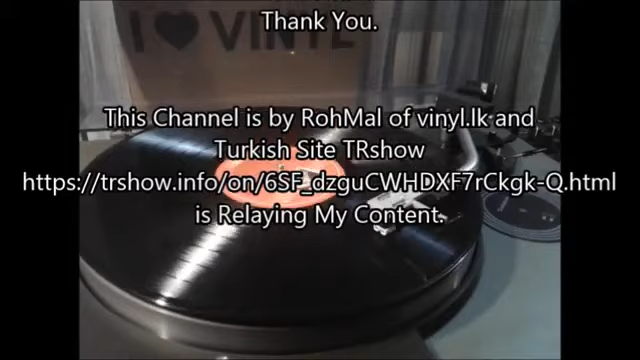 Thank You.
I ♥ VINYL
This Channel is by RohMal of vinyl.lk and
Turkish Site TRshow
https://trshow.info/on/6SF_dzguCWHDXF7rCkgk-Q.html
is Relaying My Content.